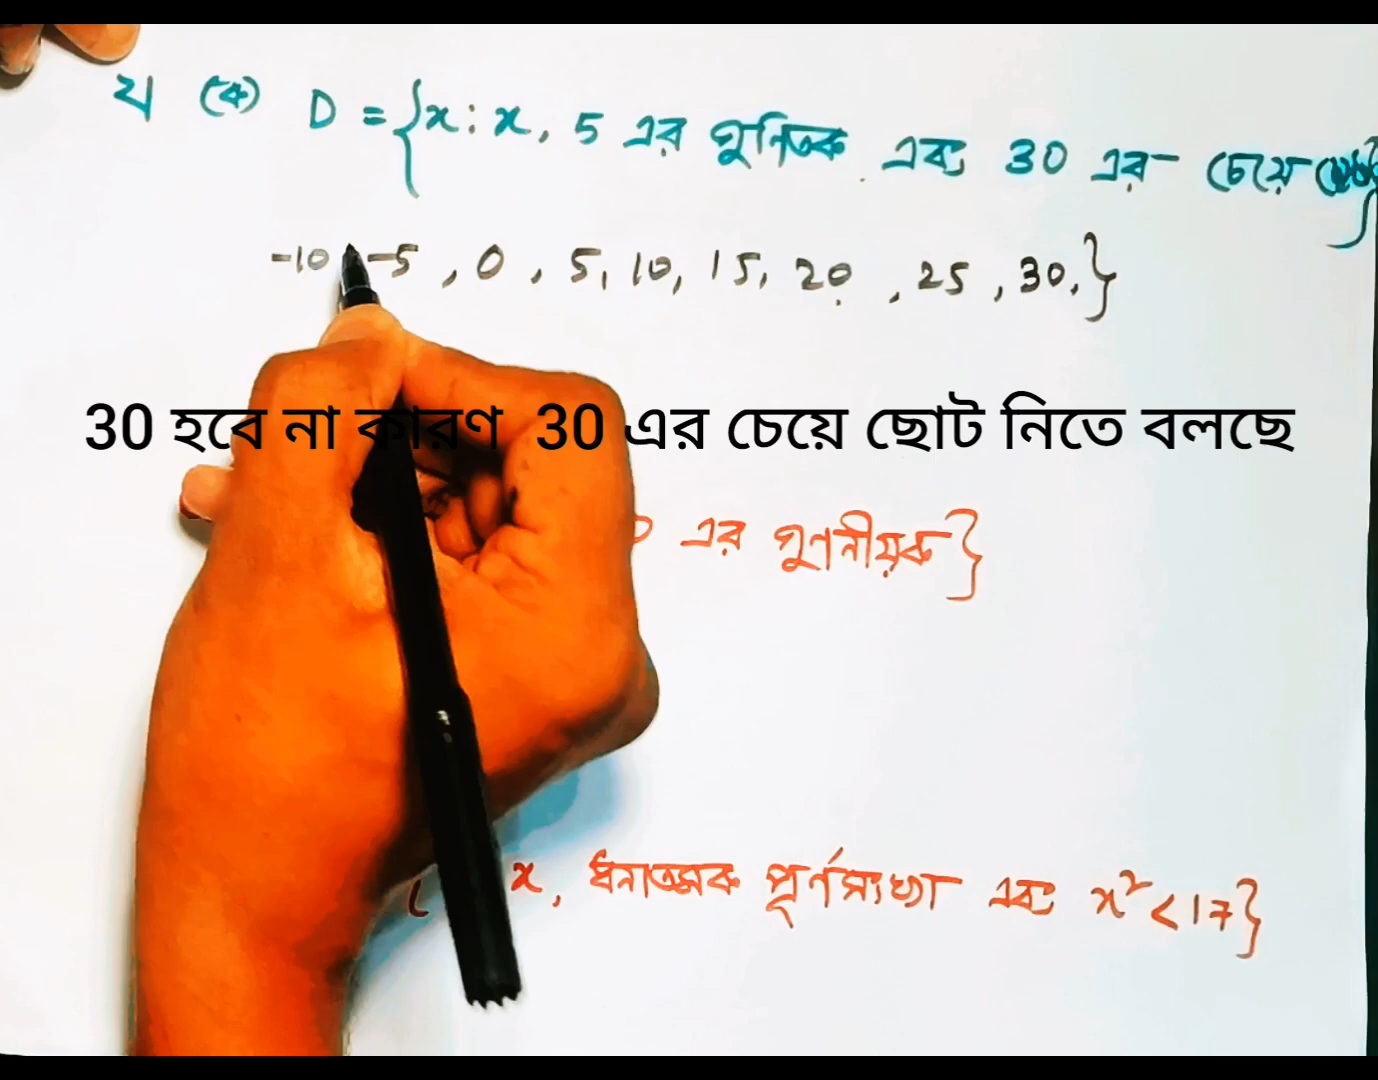 ২। (ক) D = {x : x, 5 এর গুনিতক এবং 30 এর চেয়ে
-10, -5, 0, 5, 10, 15, 20, 25, 30, }
30 হবে না কারণ 30 এর চেয়ে ছোট নিতে বলছে
এর গুণনীয়ক}
x, ধনাত্মক পূর্ণসংখ্যা এবং x² < 17}